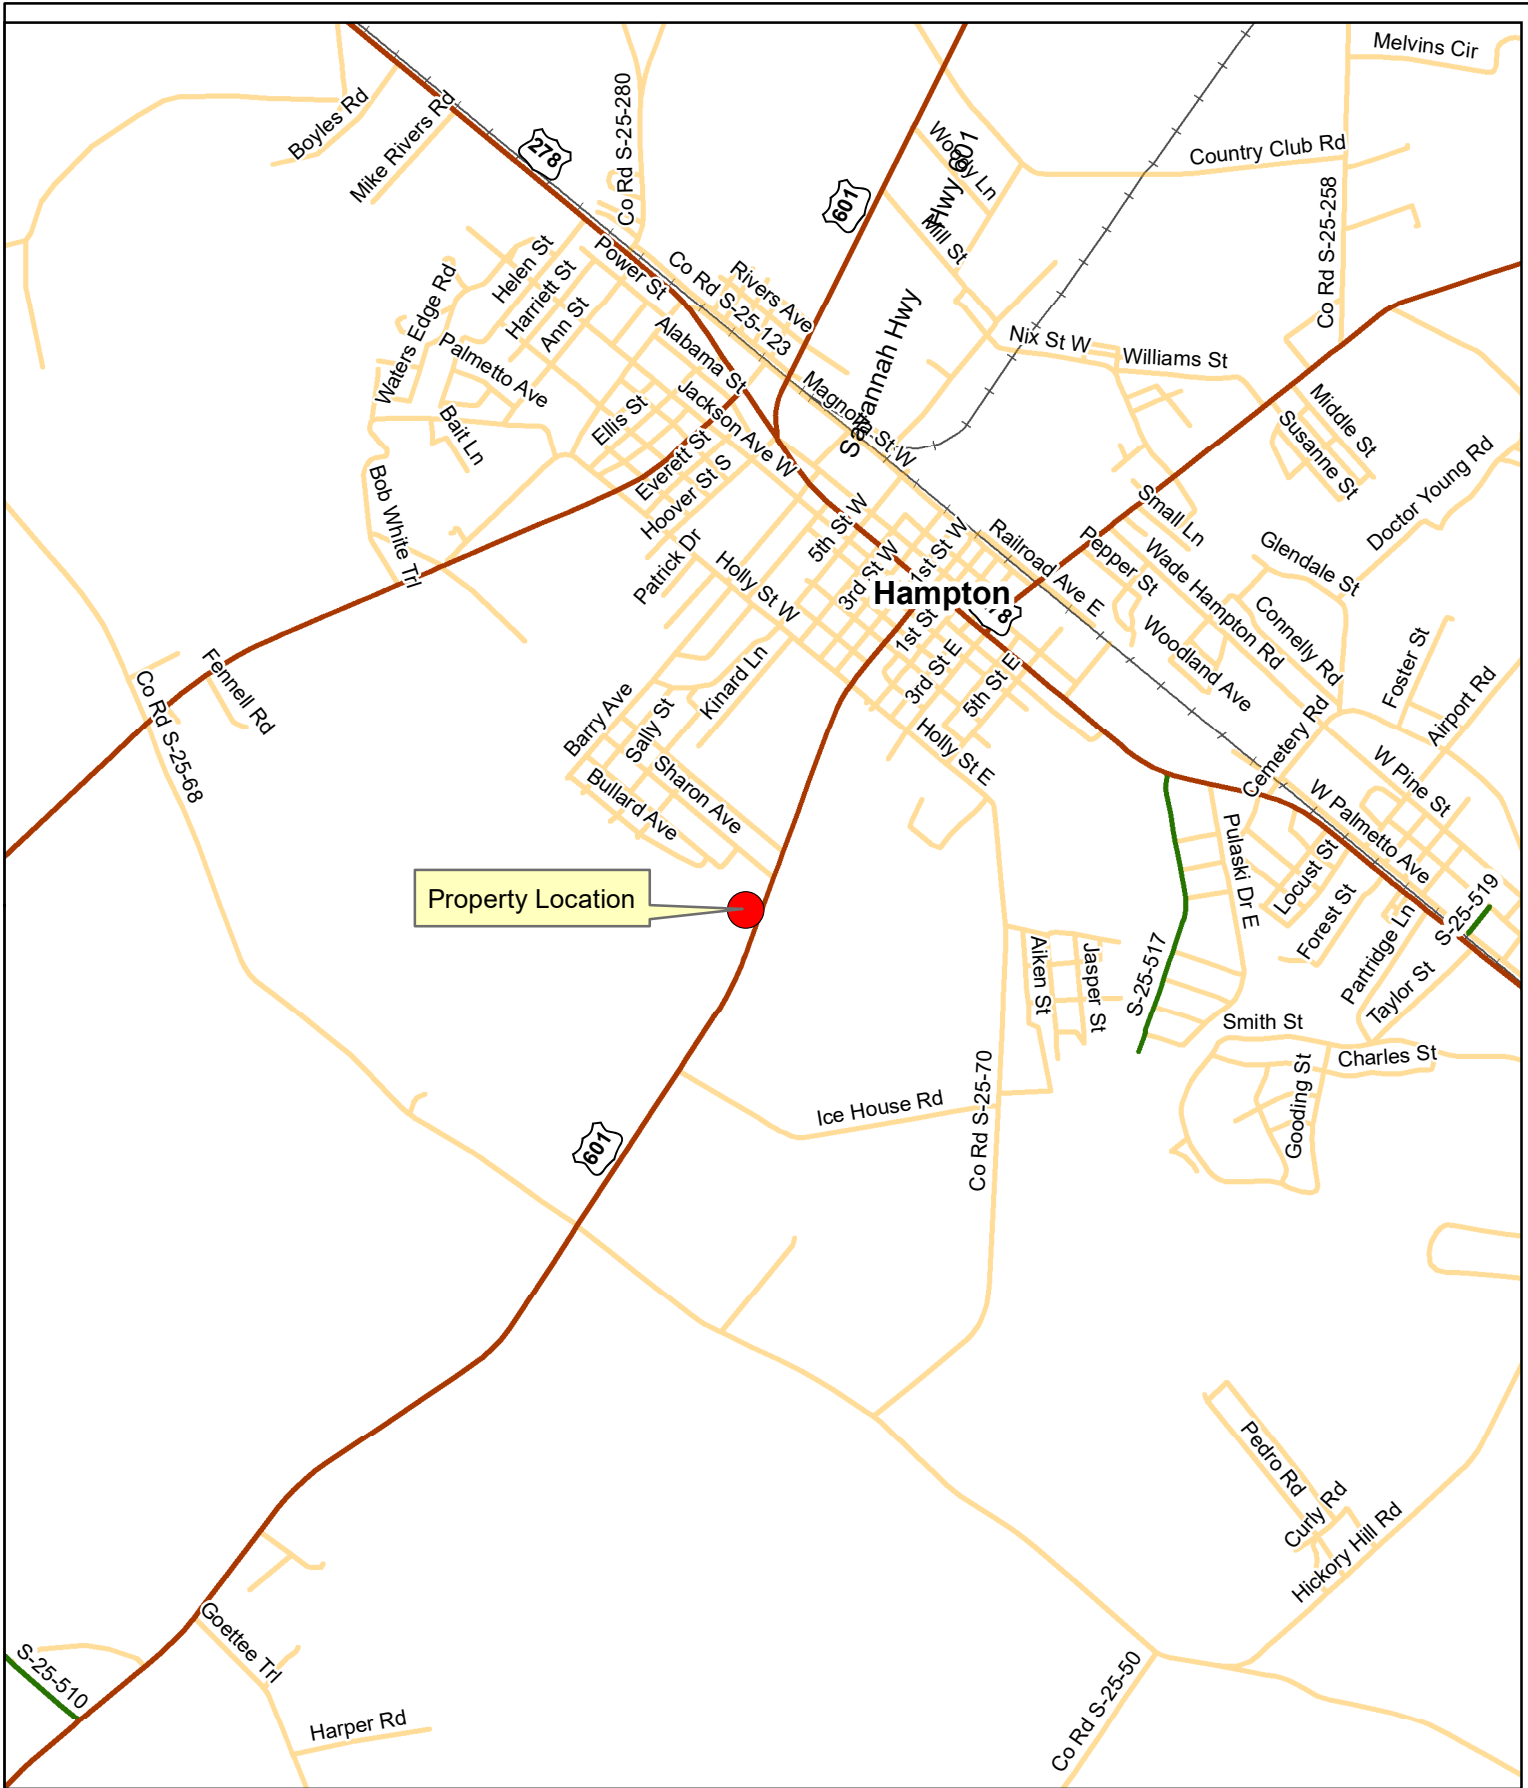 Melvins Cir
Boyles Rd
Mike Rivers Rd
278
Co Rd S-25-280
601
Woody Ln
Hwy 601
Mill St
Country Club Rd
Co Rd S-25-258
Helen St
Harriett St
Ann St
Power St
Co Rd S-25-123
Rivers Ave
Waters Edge Rd
Palmetto Ave
Alabama St
Savannah Hwy
Nix St W
Williams St
Magnolia St W
Middle St
Susanne St
Doctor Young Rd
Bait Ln
Ellis St
Jackson Ave W
Everett St
Hoover St S
Bob White Trl
Patrick Dr
Holly St W
5th St W
3rd St W
1st St W
Railroad Ave E
Small Ln
Pepper St
Wade Hampton Rd
Glendale St
Connelly Rd
Hampton
278
1st St
3rd St E
5th St E
Woodland Ave
Foster St
Airport Rd
Fennell Rd
Co Rd S-25-68
Barry Ave
Sally St
Kinard Ln
Sharon Ave
Bullard Ave
Holly St E
Cemetery Rd
W Pine St
W Palmetto Ave
Pulaski Dr E
Locust St
Forest St
Partridge Ln
S-25-519
Taylor St
Property Location
Aiken St
Jasper St
S-25-517
Smith St
Charles St
Gooding St
Ice House Rd
Co Rd S-25-70
601
Pedro Rd
Curly Rd
Hickory Hill Rd
Goettee Trl
S-25-510
Harper Rd
Co Rd S-25-50